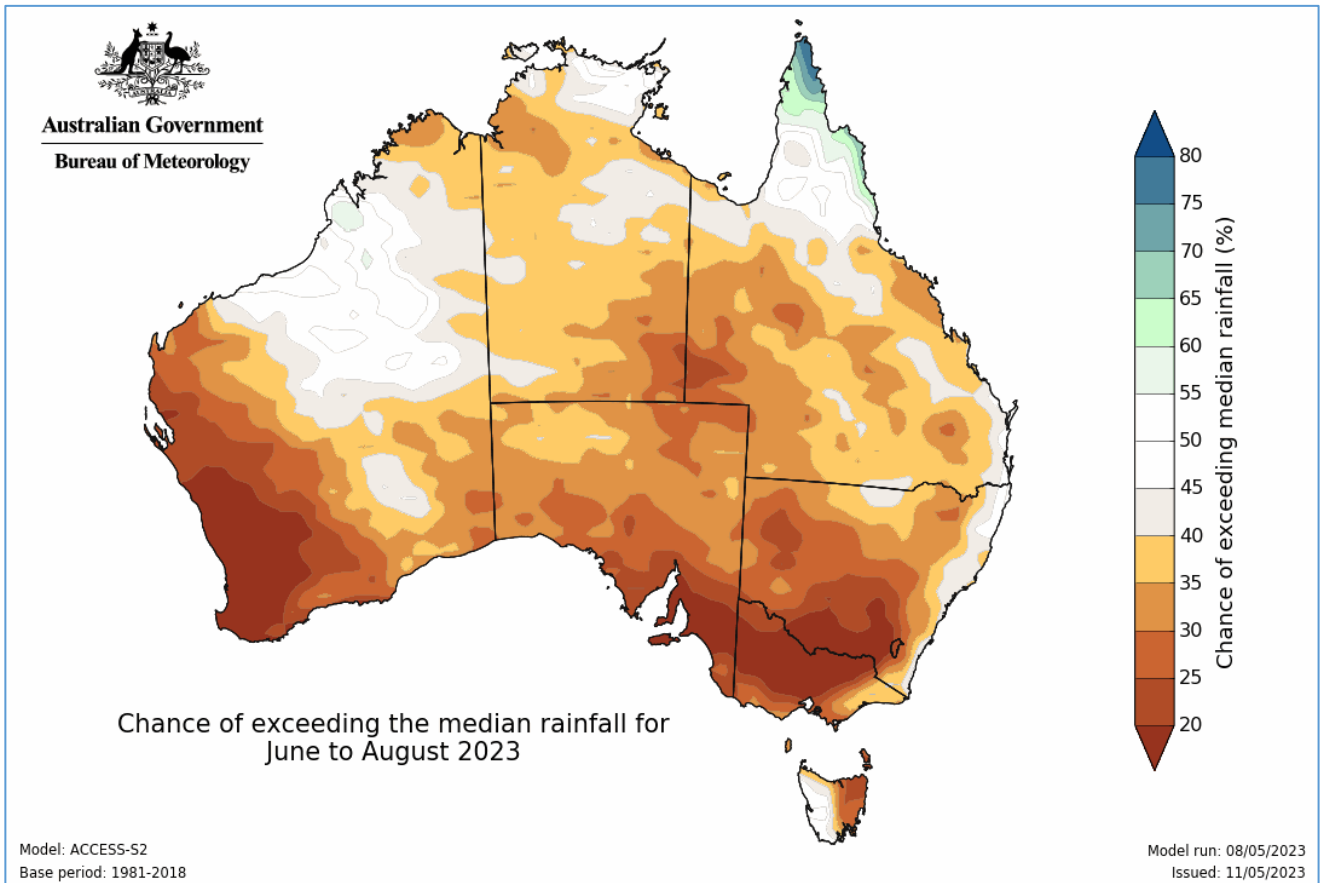 AUSTRALIA
Australian Government
Bureau of Meteorology
80
75
70
65
60
55
50
45
40
35
30
25
20
Chance of exceeding median rainfall (%)
Chance of exceeding the median rainfall for
June to August 2023
Model: ACCESS-S2
Base period: 1981-2018
Model run: 08/05/2023
Issued: 11/05/2023